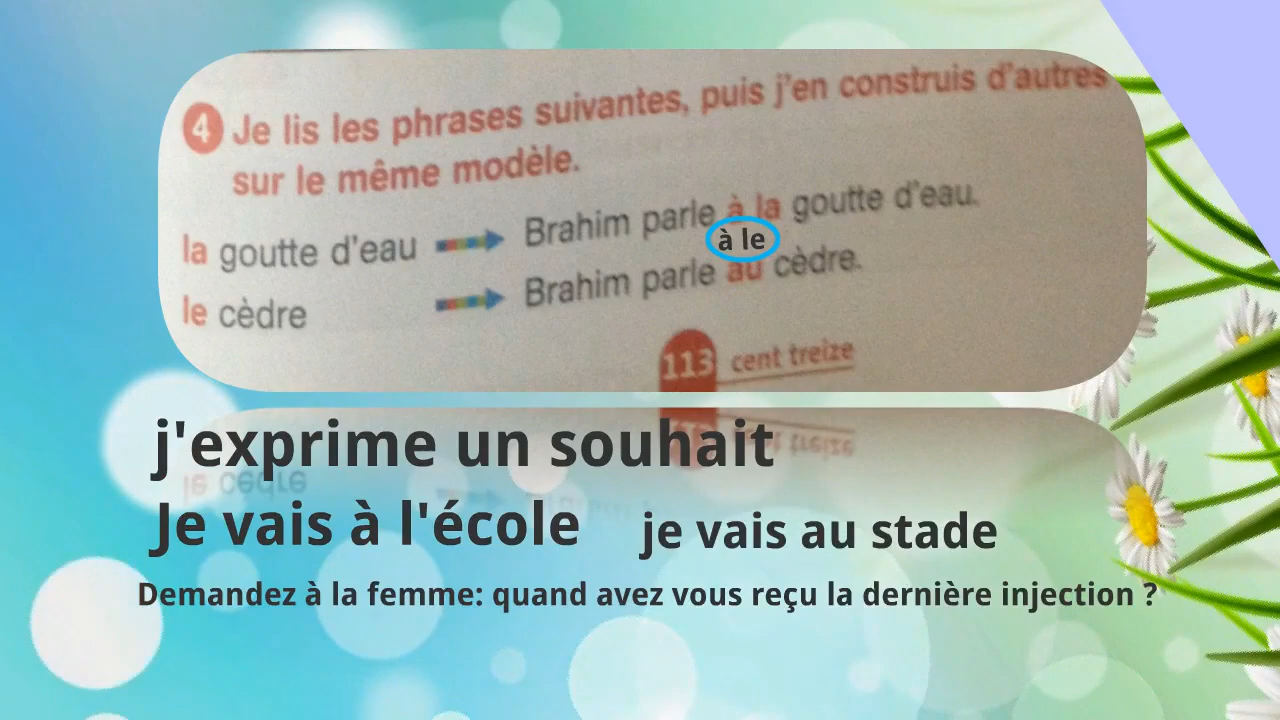 4 Je lis les phrases suivantes, puis j'en construis d'autres
sur le même modèle.
la goutte d'eau Brahim parle à la goutte d'eau.
à le
le cèdre Brahim parle au cèdre.
113 cent treize
j'exprime un souhait
Je vais à l'école je vais au stade
Demandez à la femme: quand avez vous reçu la dernière injection ?